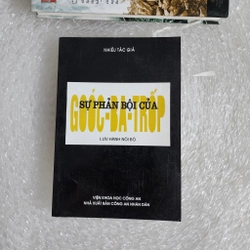 NHIỀU TÁC GIẢ
SỰ PHẢN BỘI CỦA
GOÓC-BA-TRỐP
LƯU HÀNH NỘI BỘ
VIỆN KHOA HỌC CÔNG AN
NHÀ XUẤT BẢN CÔNG AN NHÂN DÂN